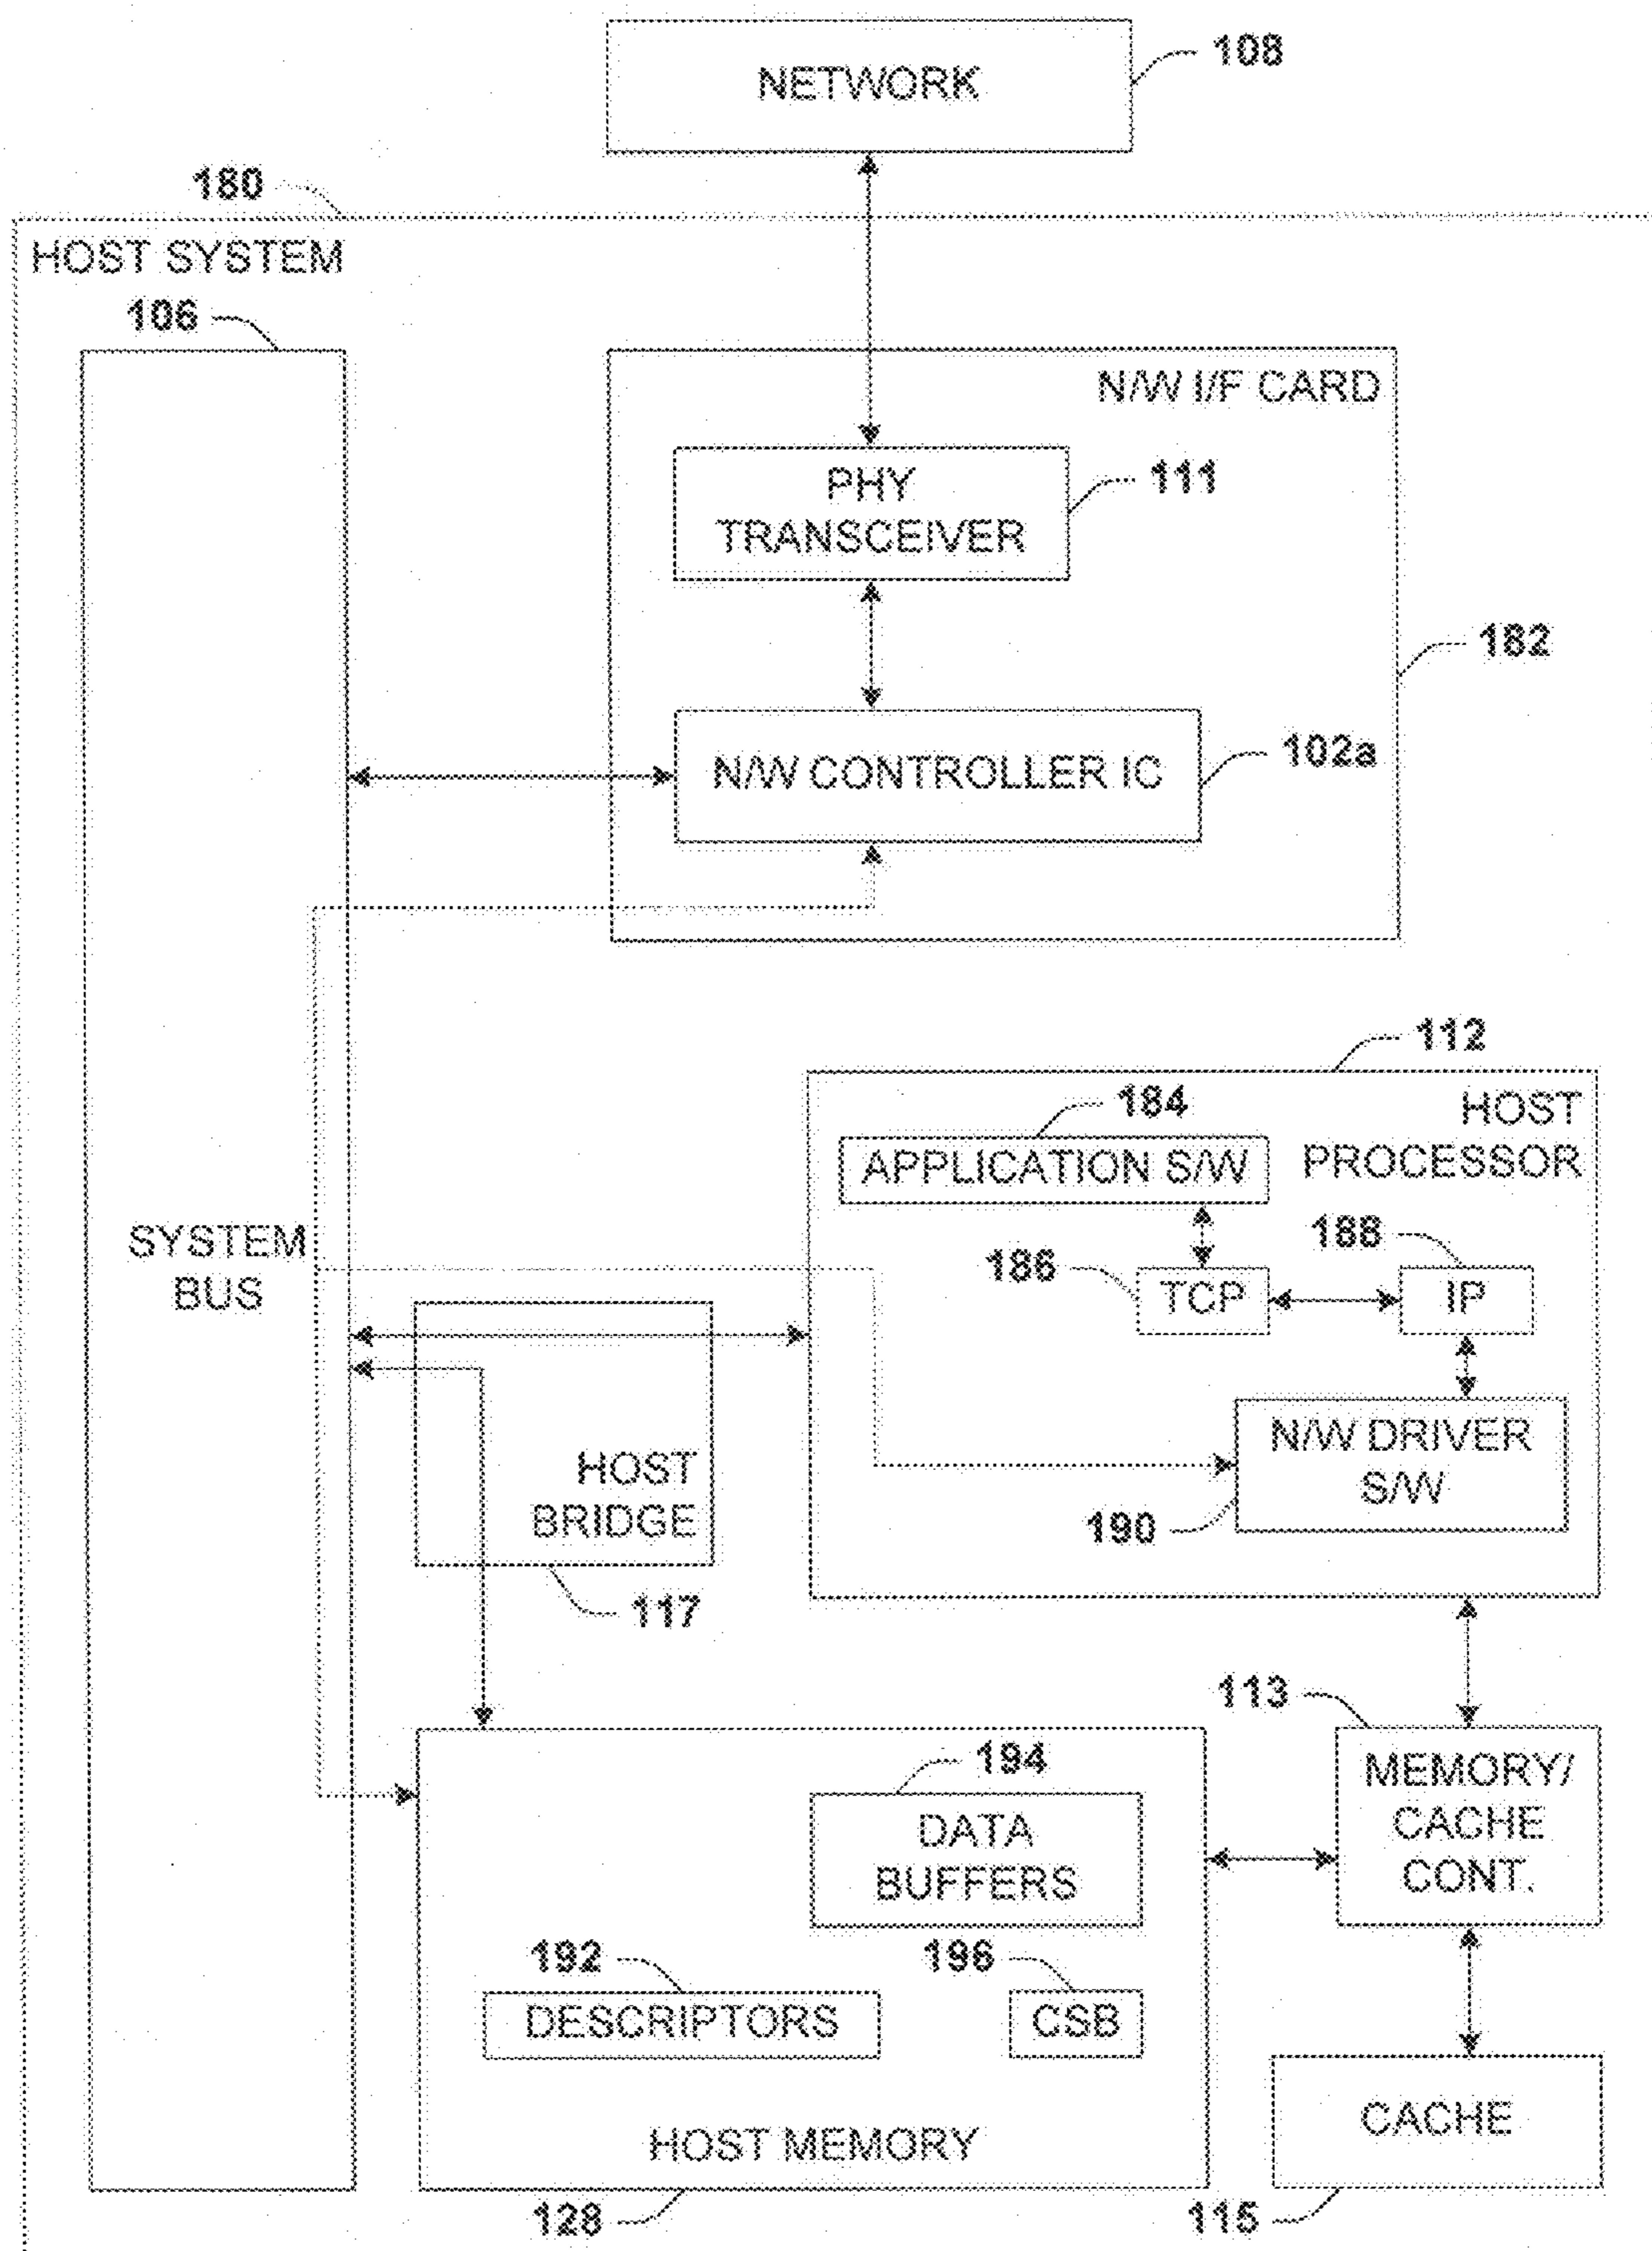 NETWORK
108
180
HOST SYSTEM
106
N/W I/F CARD
PHY
TRANSCEIVER
111
182
N/W CONTROLLER IC
102a
112
184
HOST
PROCESSOR
APPLICATION S/W
SYSTEM
BUS
186
TCP
188
IP
HOST
BRIDGE
117
N/W DRIVER
S/W
190
113
MEMORY/
CACHE
CONT.
194
DATA
BUFFERS
192
DESCRIPTORS
196
CSB
HOST MEMORY
128
CACHE
115